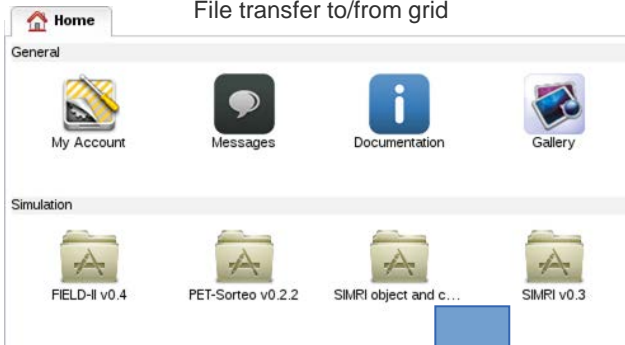 File transfer to/from grid
Home
General
My Account Messages Documentation Gallery
Simulation
FIELD-II v0.4 PET-Sorteo v0.2.2 SIMRI object and c... SIMRI v0.3